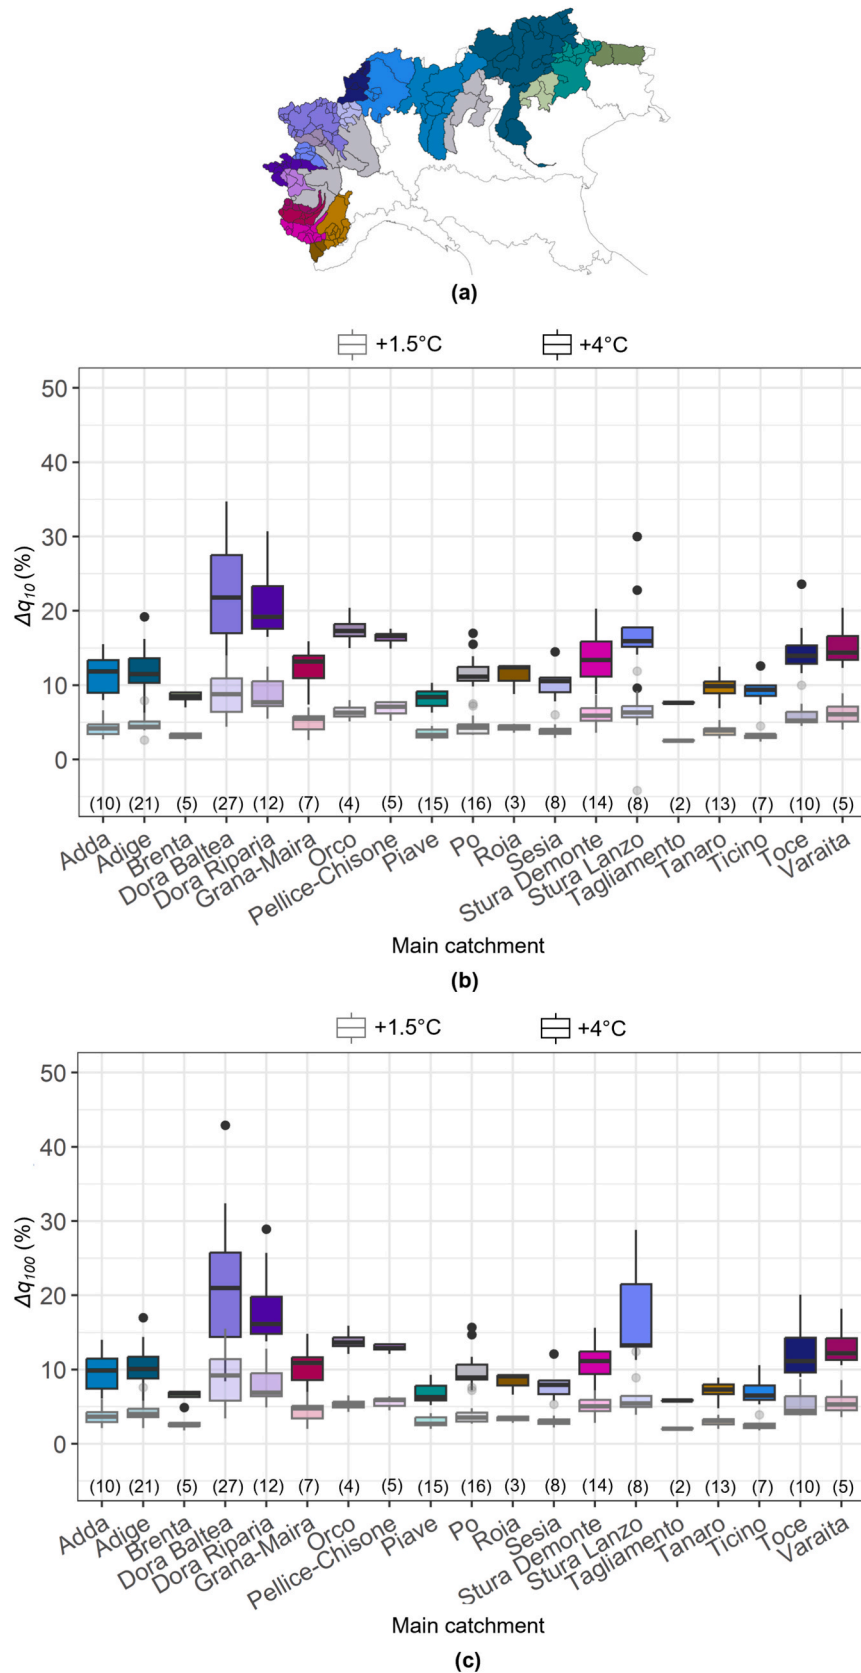 (a)
+1.5°C +4°C
50
40
30
20
10
0
Δq10 (%)
(10) (21) (5) (27) (12) (7) (4) (5) (15) (16) (3) (8) (14) (8) (2) (13) (7) (10) (5)
Adda
Adige
Brenta
Dora Baltea
Dora Riparia
Grana-Maira
Orco
Pellice-Chisone
Piave
Po
Roia
Sesia
Stura Demonte
Stura Lanzo
Tagliamento
Tanaro
Ticino
Toce
Varaita
Main catchment
(b)
+1.5°C +4°C
50
40
30
20
10
0
Δq100 (%)
(10) (21) (5) (27) (12) (7) (4) (5) (15) (16) (3) (8) (14) (8) (2) (13) (7) (10) (5)
Adda
Adige
Brenta
Dora Baltea
Dora Riparia
Grana-Maira
Orco
Pellice-Chisone
Piave
Po
Roia
Sesia
Stura Demonte
Stura Lanzo
Tagliamento
Tanaro
Ticino
Toce
Varaita
Main catchment
(c)